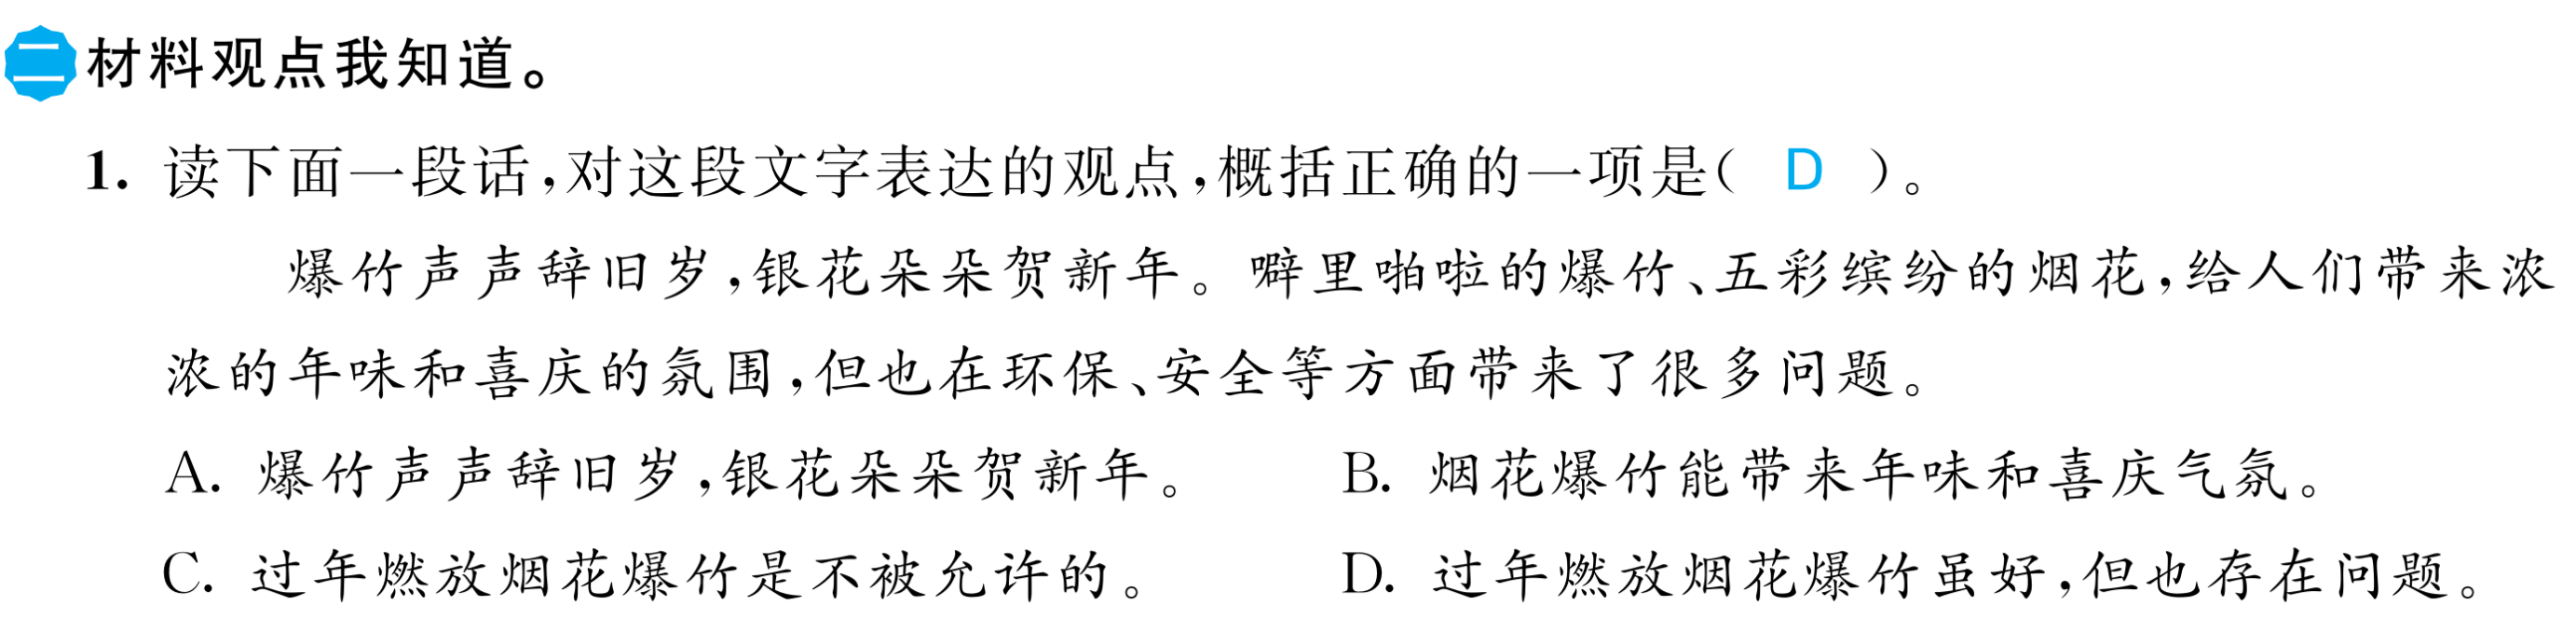 二 材料观点我知道。
1. 读下面一段话,对这段文字表达的观点,概括正确的一项是( D )。
爆竹声声辞旧岁,银花朵朵贺新年。噼里啪啦的爆竹、五彩缤纷的烟花,给人们带来浓
浓的年味和喜庆的氛围,但也在环保、安全等方面带来了很多问题。
A. 爆竹声声辞旧岁,银花朵朵贺新年。 B. 烟花爆竹能带来年味和喜庆气氛。
C. 过年燃放烟花爆竹是不被允许的。 D. 过年燃放烟花爆竹虽好,但也存在问题。